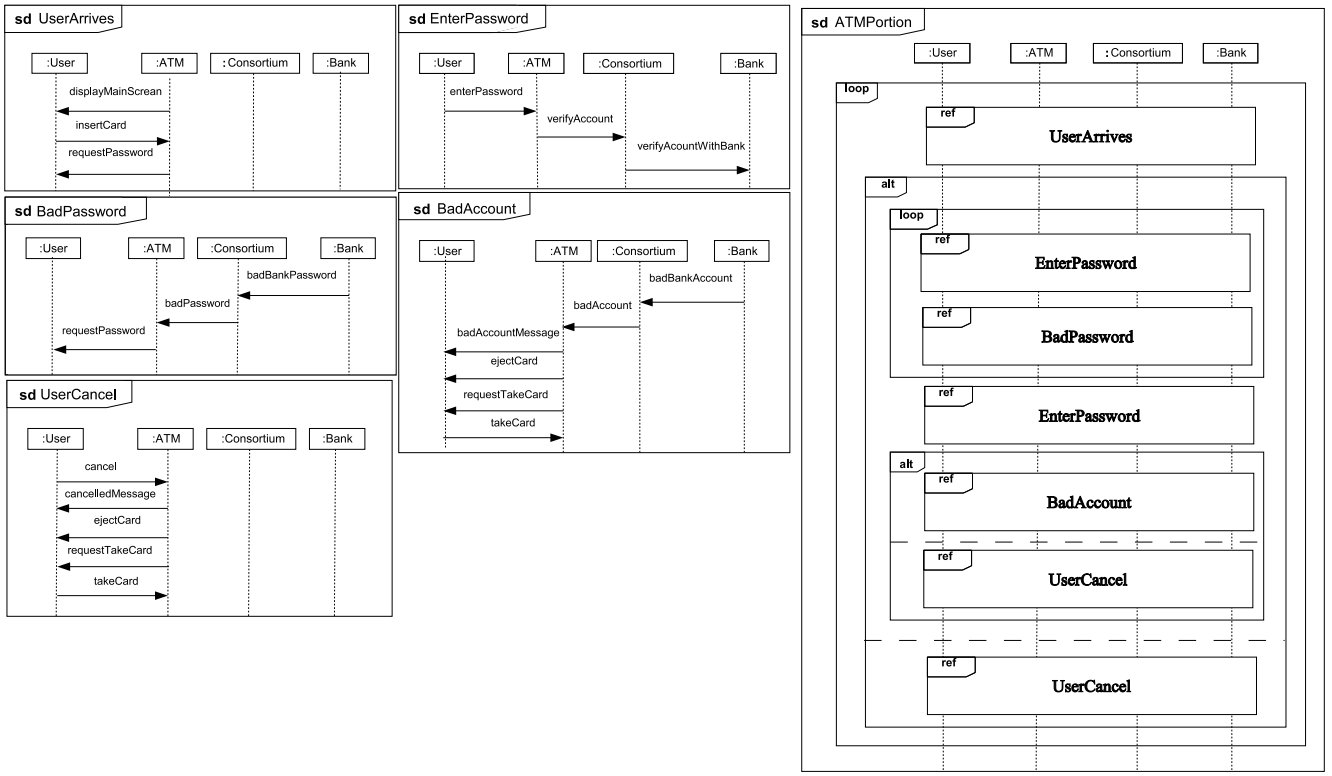 sd UserArrives
:User :ATM :Consortium :Bank
displayMainScrean
insertCard
requestPassword
sd EnterPassword
:User :ATM :Consortium :Bank
enterPassword
verifyAccount
verifyAcountWithBank
sd BadPassword
:User :ATM :Consortium :Bank
badBankPassword
badPassword
requestPassword
sd BadAccount
:User :ATM :Consortium :Bank
badBankAccount
badAccount
badAccountMessage
ejectCard
requestTakeCard
takeCard
sd UserCancel
:User :ATM :Consortium :Bank
cancel
cancelledMessage
ejectCard
requestTakeCard
takeCard
sd ATMPortion
:User :ATM :Consortium :Bank
loop
ref
UserArrives
alt
loop
ref
EnterPassword
ref
BadPassword
ref
EnterPassword
alt
ref
BadAccount
ref
UserCancel
ref
UserCancel